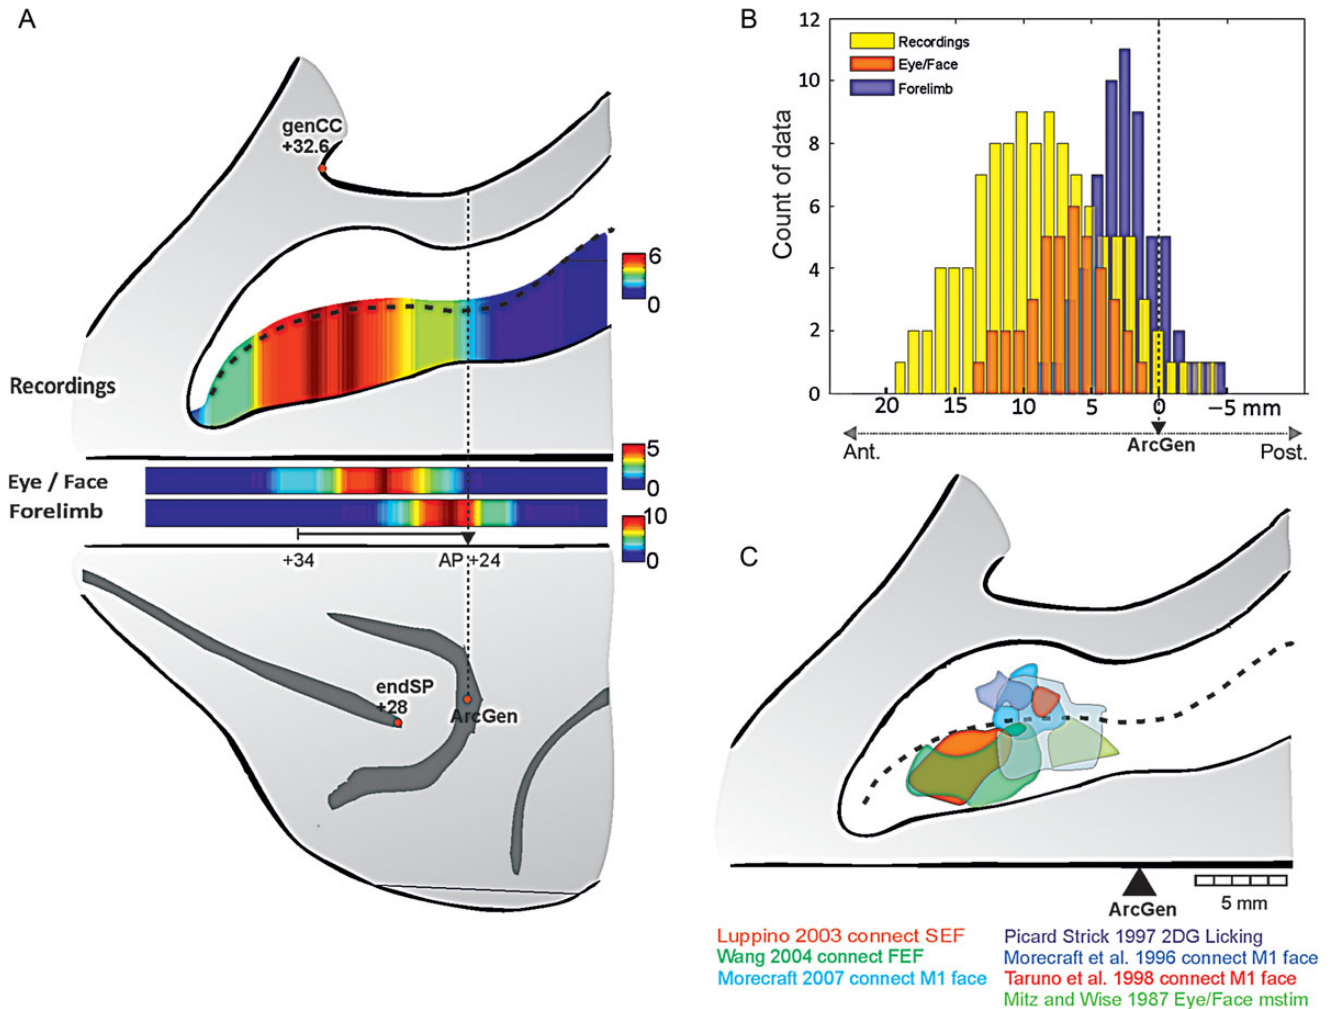 A
genCC
+32.6
6
0
Recordings
5
0
Eye / Face
Forelimb
10
0
+34
AP +24
endSP
+28
ArcGen
B
Count of data
12
10
8
6
4
2
0
Recordings
Eye/Face
Forelimb
20 15 10 5 0 −5 mm
ArcGen
Ant. Post.
C
ArcGen
5 mm
Luppino 2003 connect SEF
Wang 2004 connect FEF
Morecraft 2007 connect M1 face
Picard Strick 1997 2DG Licking
Morecraft et al. 1996 connect M1 face
Taruno et al. 1998 connect M1 face
Mitz and Wise 1987 Eye/Face mstim